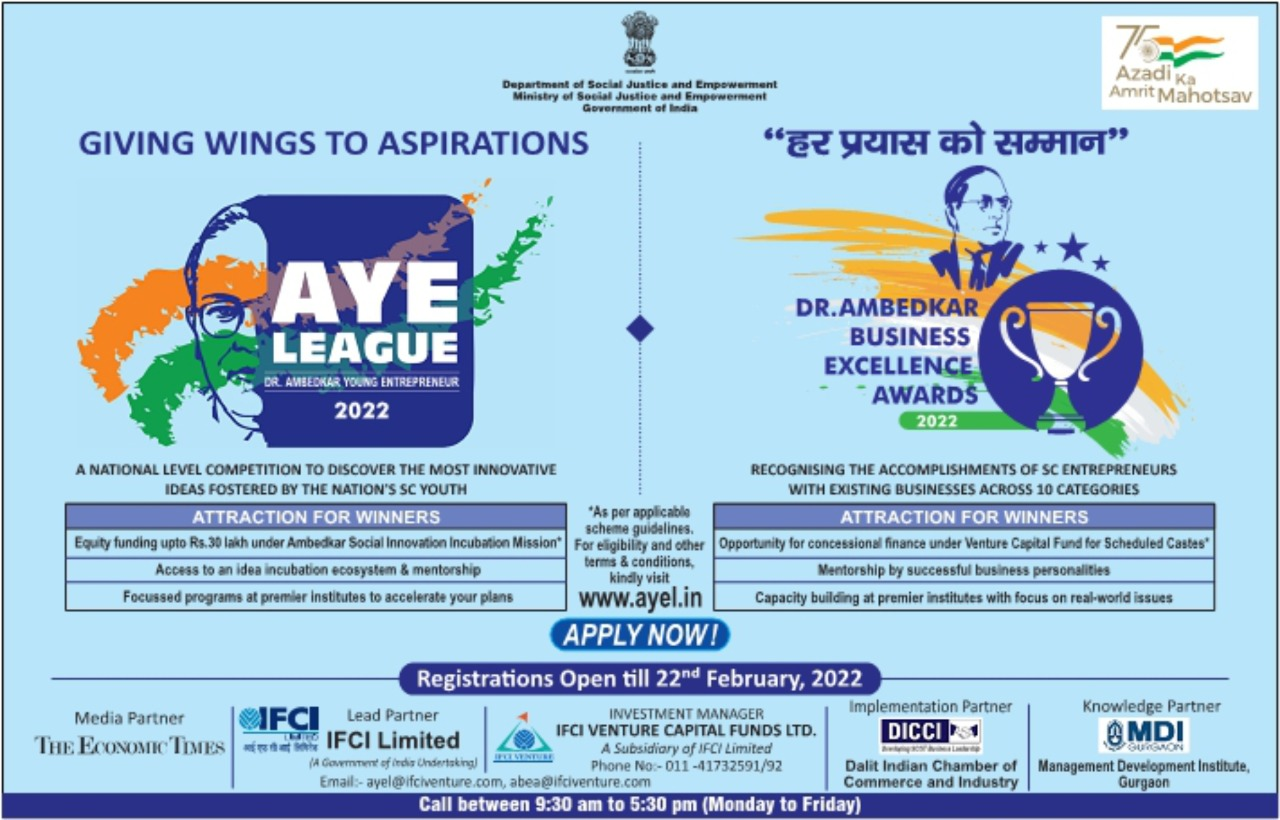 Department of Social Justice and Empowerment
Ministry of Social Justice and Empowerment
Government of India
75
Azadi Ka
Amrit Mahotsav
GIVING WINGS TO ASPIRATIONS
AYE
LEAGUE
DR. AMBEDKAR YOUNG ENTREPRENEUR
2022
A NATIONAL LEVEL COMPETITION TO DISCOVER THE MOST INNOVATIVE
IDEAS FOSTERED BY THE NATION'S SC YOUTH
ATTRACTION FOR WINNERS
Equity funding upto Rs.30 lakh under Ambedkar Social Innovation Incubation Mission*
Access to an idea incubation ecosystem & mentorship
Focussed programs at premier institutes to accelerate your plans
"हर प्रयास को सम्मान"
DR.AMBEDKAR
BUSINESS
EXCELLENCE
AWARDS
2022
RECOGNISING THE ACCOMPLISHMENTS OF SC ENTREPRENEURS
WITH EXISTING BUSINESSES ACROSS 10 CATEGORIES
ATTRACTION FOR WINNERS
Opportunity for concessional finance under Venture Capital Fund for Scheduled Castes*
Mentorship by successful business personalities
Capacity building at premier institutes with focus on real-world issues
*As per applicable
scheme guidelines.
For eligibility and other
terms & conditions,
kindly visit
www.ayel.in
APPLY NOW!
Registrations Open till 22nd February, 2022
Media Partner
THE ECONOMIC TIMES
IFCI
LIMITED
आई एफ सी आई लिमिटेड
Lead Partner
IFCI Limited
(A Government of India Undertaking)
Email:- ayel@ifciventure.com, abea@ifciventure.com
IFCI VENTURE
INVESTMENT MANAGER
IFCI VENTURE CAPITAL FUNDS LTD.
A Subsidiary of IFCI Limited
Phone No:- 011 -41732591/92
Implementation Partner
DICCI
Developing SC/ST Business Leadership
Dalit Indian Chamber of
Commerce and Industry
Knowledge Partner
MDI
GURGAON
Management Development Institute,
Gurgaon
Call between 9:30 am to 5:30 pm (Monday to Friday)